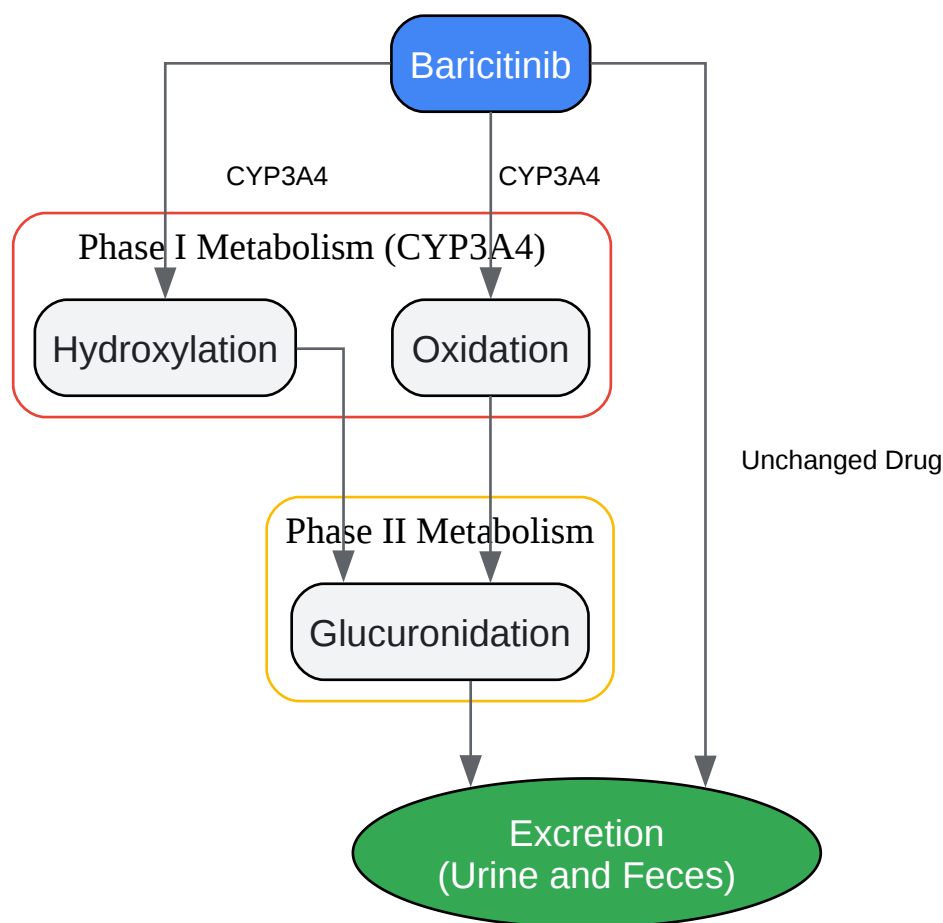 Baricitinib
CYP3A4
CYP3A4
Phase I Metabolism (CYP3A4)
Hydroxylation
Oxidation
Unchanged Drug
Phase II Metabolism
Glucuronidation
Excretion
(Urine and Feces)